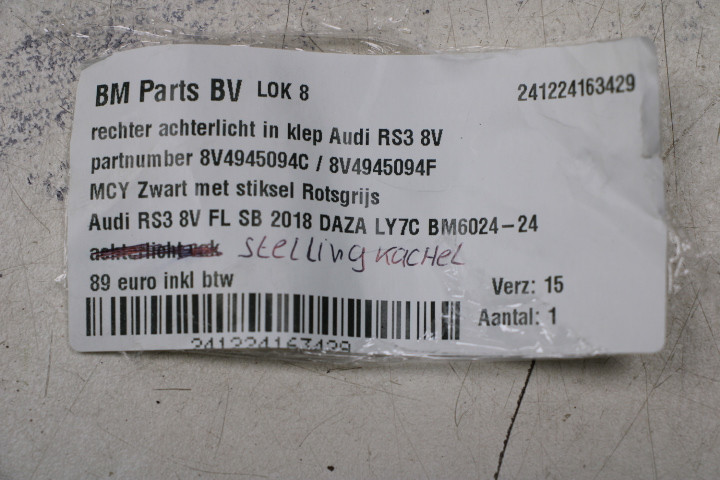 BM Parts BV LOK 8 241224163429
rechter achterlicht in klep Audi RS3 8V
partnumber 8V4945094C / 8V4945094F
MCY Zwart met stiksel Rotsgrijs
Audi RS3 8V FL SB 2018 DAZA LY7C BM6024-24
achterlicht rek stelling kachel
89 euro inkl btw
Verz: 15
Aantal: 1
241224163429